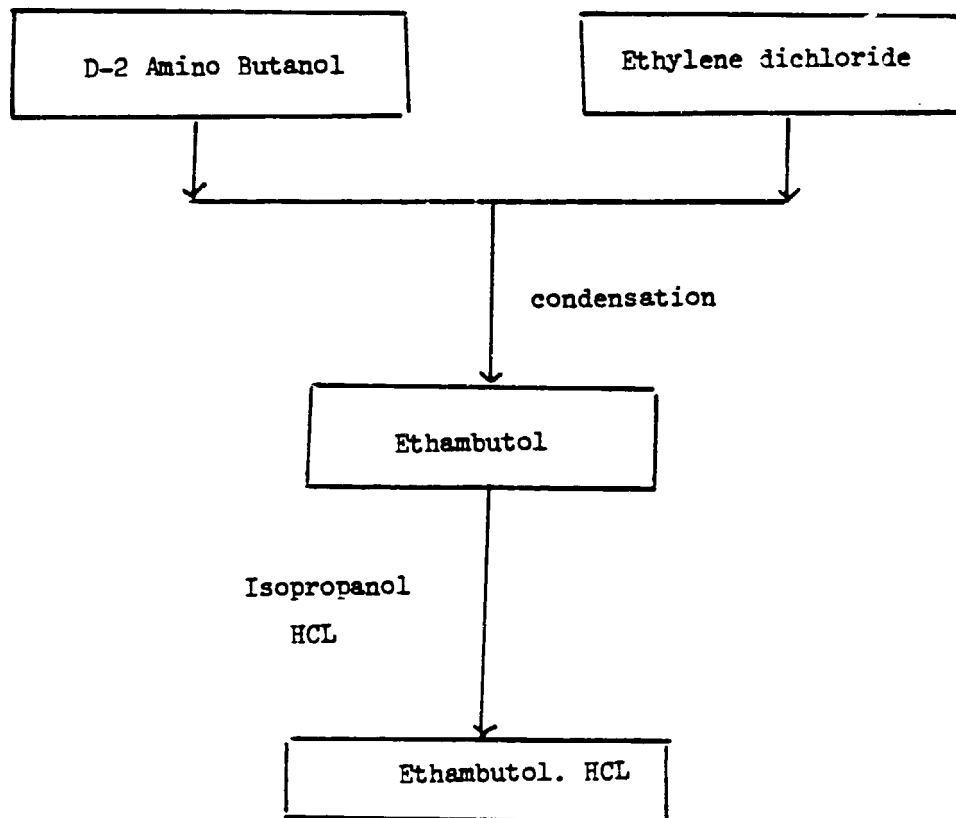 D-2 Amino Butanol
Ethylene dichloride
condensation
Ethambutol
Isopropanol
HCL
Ethambutol. HCL